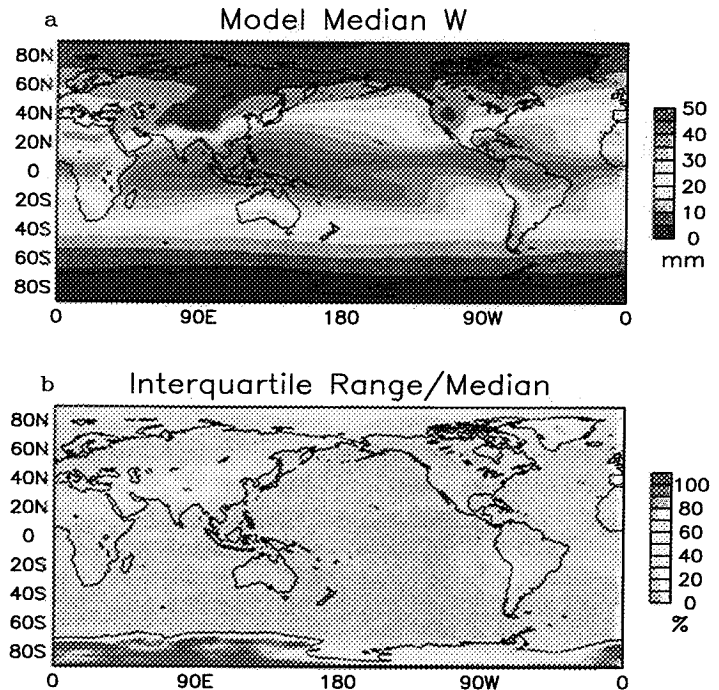 a
Model Median W
80N
60N
40N
20N
0
20S
40S
60S
80S
0 90E 180 90W 0
50
40
30
20
10
0
mm
b
Interquartile Range/Median
80N
60N
40N
20N
0
20S
40S
60S
80S
0 90E 180 90W 0
100
80
60
40
20
0
%